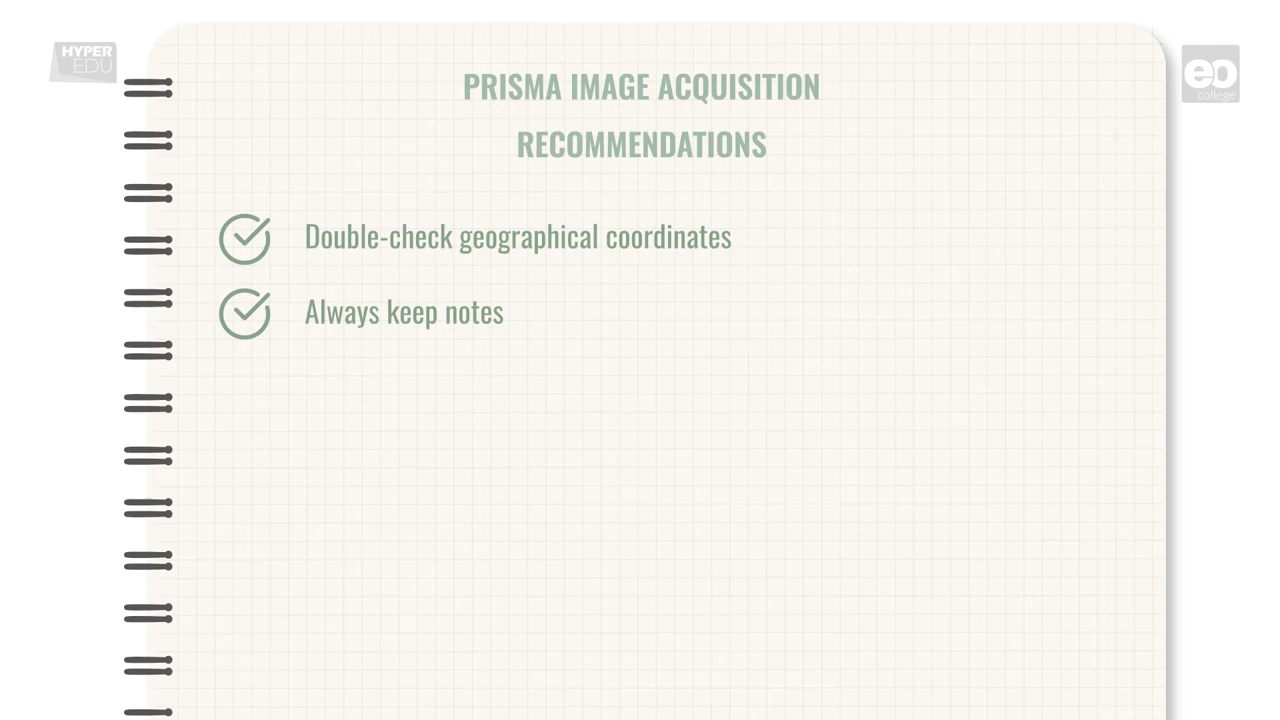 HYPER
EDU
eo
college
PRISMA IMAGE ACQUISITION
RECOMMENDATIONS
Double-check geographical coordinates
Always keep notes